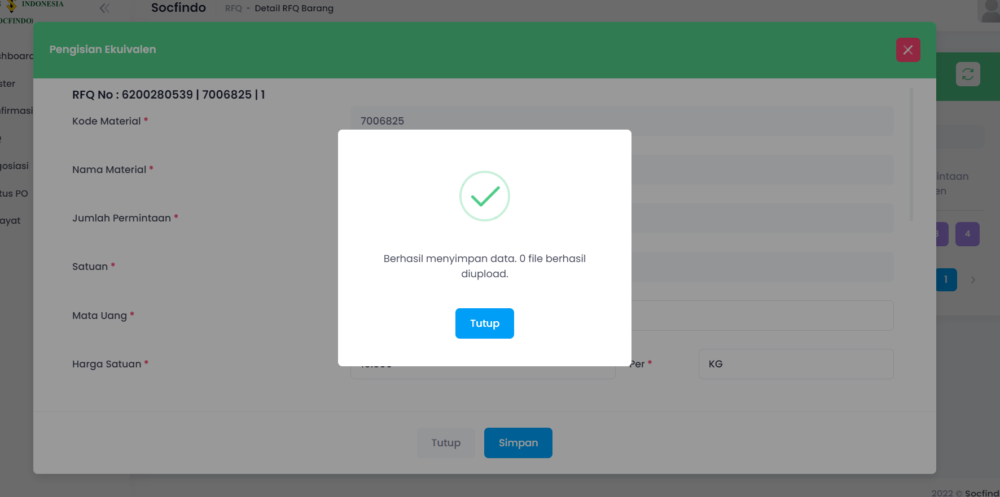 INDONESIA
OCFINDO)
Socfindo
RFQ - Detail RFQ Barang
Pengisian Ekuivalen
RFQ No : 6200280539 | 7006825 | 1
Kode Material *
7006825
Nama Material *
Jumlah Permintaan *
Satuan *
Mata Uang *
Harga Satuan *
Per *
KG
Berhasil menyimpan data. 0 file berhasil
diupload.
Tutup
Tutup
Simpan
shboard
ster
firmasi
gosiasi
tus PO
ayat
intaan
en
3
4
1
2022 © Socfind